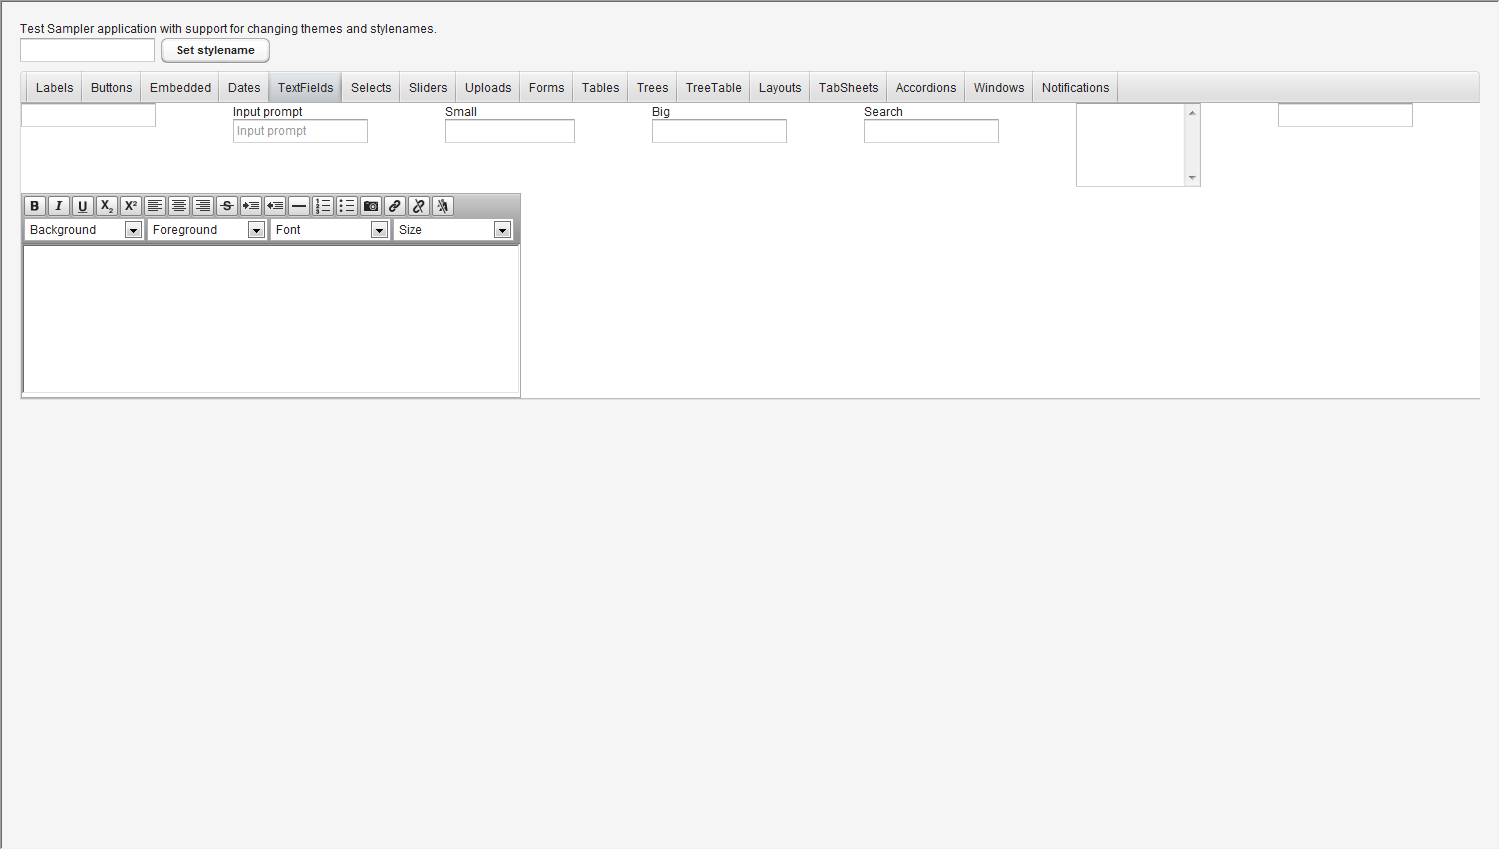 Test Sampler application with support for changing themes and stylenames.
Set stylename
Labels Buttons Embedded Dates TextFields Selects Sliders Uploads Forms Tables Trees TreeTable Layouts TabSheets Accordions Windows Notifications
Input prompt Small Big Search
Input prompt
B I U X2 X² S
Background Foreground Font Size